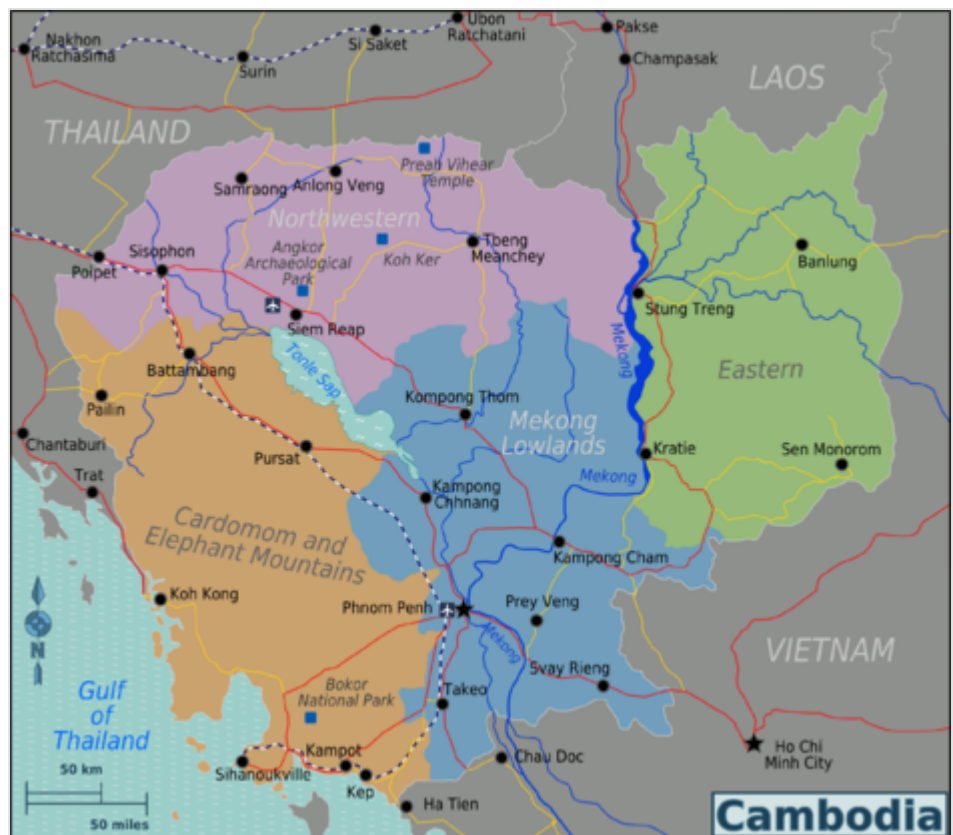 Ubon
Ratchatani
Nakhon
Ratchasima
Si Saket
Pakse
Surin
Champasak
LAOS
THAILAND
Preah Vihear
Temple
Samraong
Anlong Veng
Northwestern
Sisophon
Angkor
Archaeological
Park
Koh Ker
Tbeng
Meanchey
Banlung
Poipet
Stung Treng
Siem Reap
Mekong
Tonle Sap
Battambang
Eastern
Pailin
Kompong Thom
Mekong
Lowlands
Chantaburi
Kratie
Sen Monorom
Pursat
Trat
Mekong
Kampong
Chhnang
Cardomom and
Elephant Mountains
Kampong Cham
Koh Kong
Phnom Penh
Prey Veng
N
Mekong
VIETNAM
Svay Rieng
Bokor
National Park
Takeo
Gulf
of
Thailand
Kampot
Chau Doc
Ho Chi
Minh City
50 km
Sihanoukville
Kep
50 miles
Ha Tien
Cambodia